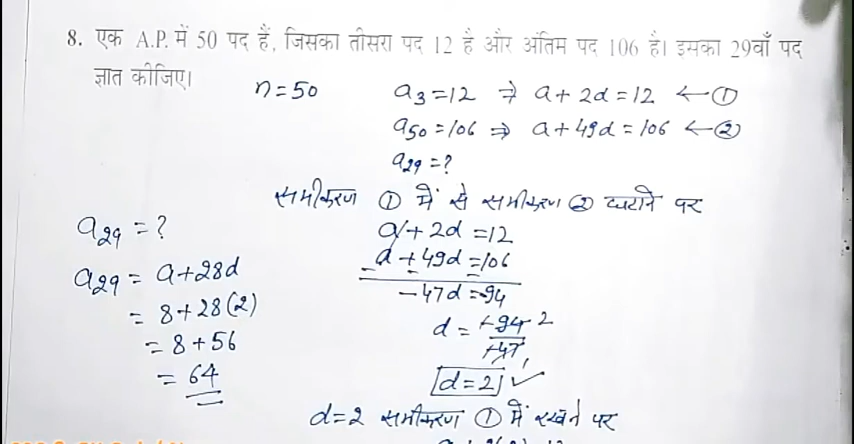 8. एक A.P. में 50 पद हैं, जिसका तीसरा पद 12 है और अंतिम पद 106 है। इसका 29वाँ पद
ज्ञात कीजिए।
n=50
a₃=12 ⇒ a+2d=12 ←①
a₅₀=106 ⇒ a+49d=106 ←②
a₂₉=?
समीकरण ① में से समीकरण ② घटाने पर
a+2d=12
a+49d=106
- - -
-47d=-94
d=+94 2
+47 1
d=2 ✓
a₂₉=?
a₂₉=a+28d
=8+28(2)
=8+56
=64
d=2 समीकरण ① में रखने पर